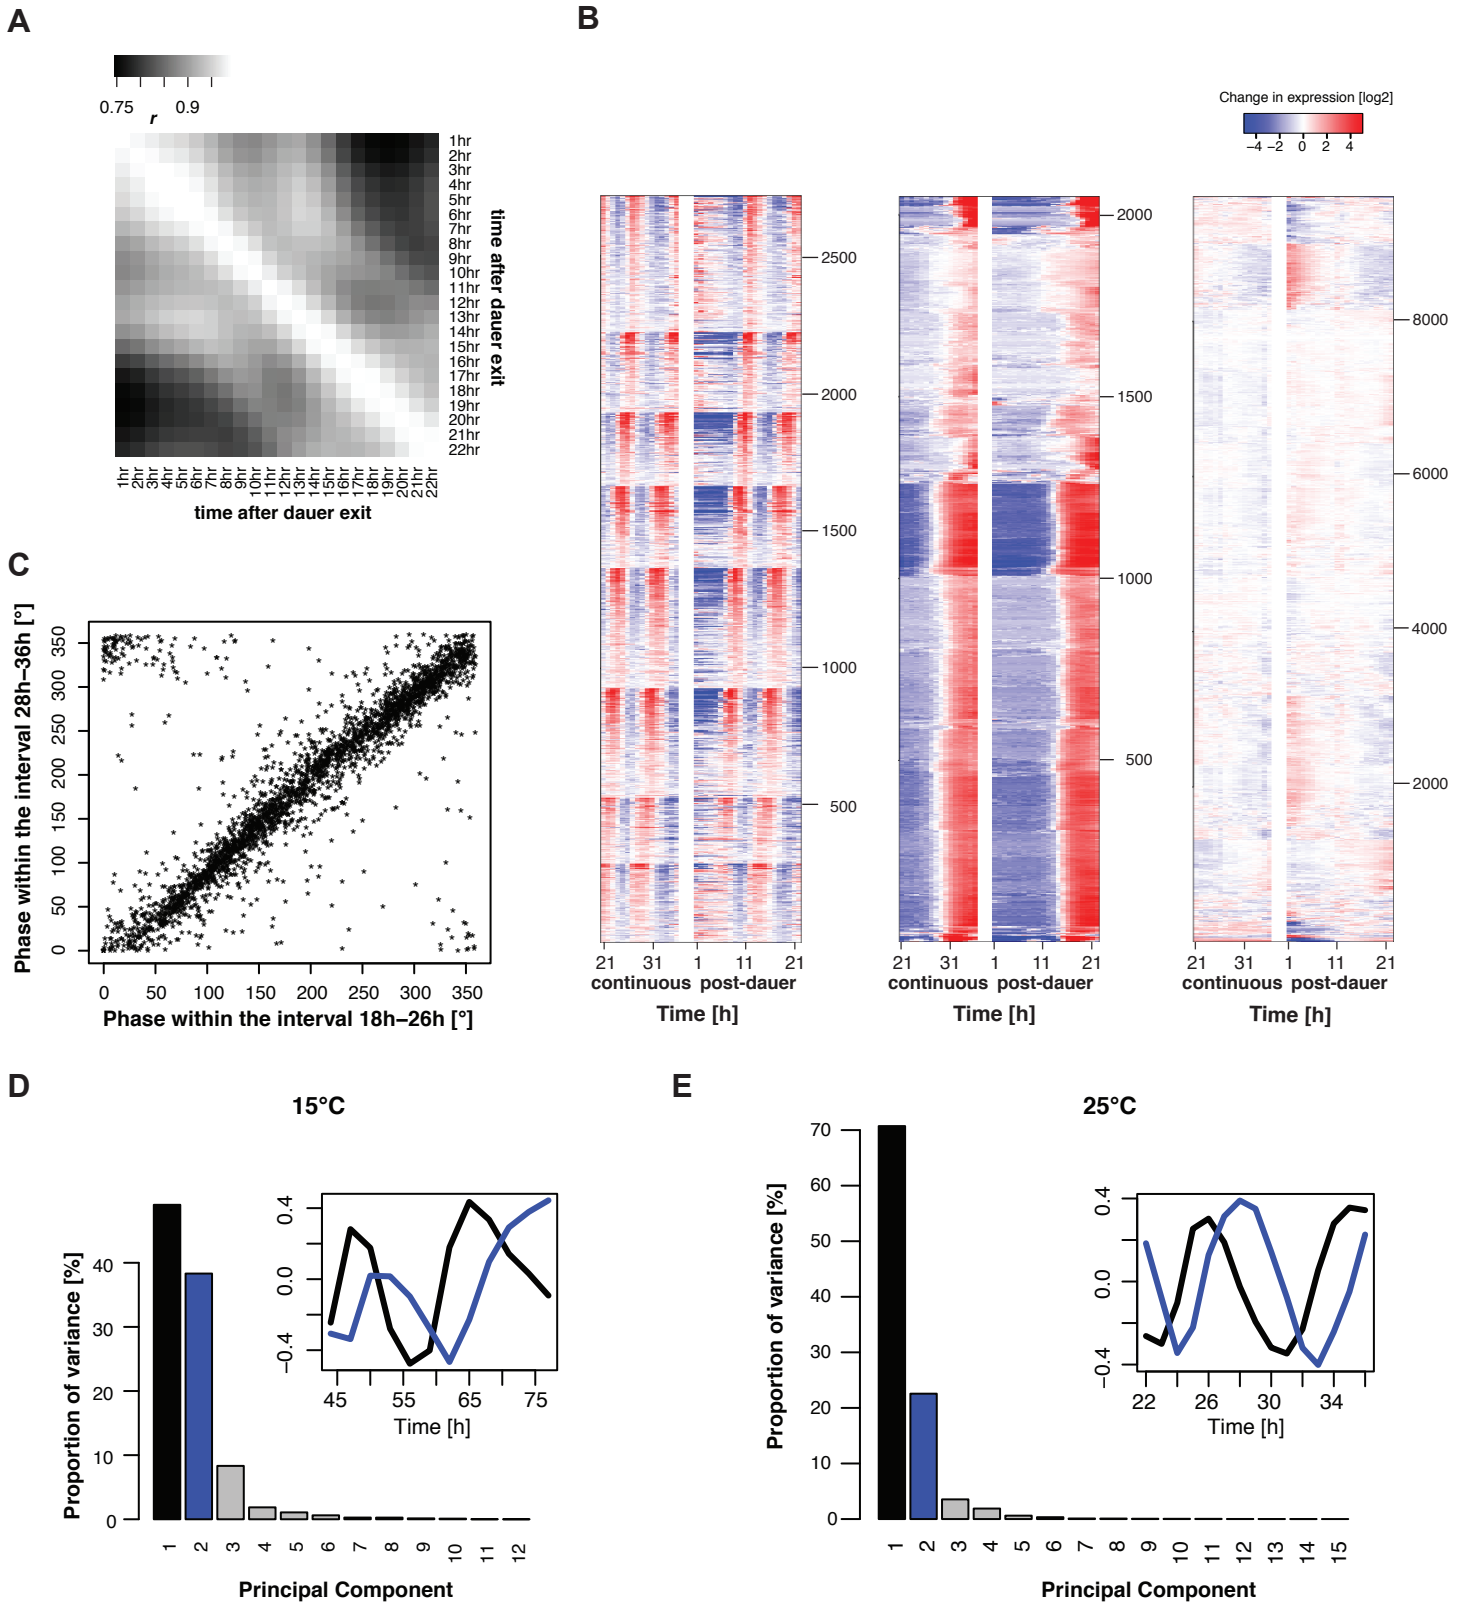 A
0.75 0.9
r
1hr
2hr
3hr
4hr
5hr
6hr
7hr
8hr
9hr
10hr
11hr
12hr
13hr
14hr
15hr
16hr
17hr
18hr
19hr
20hr
21hr
22hr
time after dauer exit
1hr 2hr 3hr 4hr 5hr 6hr 7hr 8hr 9hr 10hr 11hr 12hr 13hr 14hr 15hr 16hr 17hr 18hr 19hr 20hr 21hr 22hr
time after dauer exit
B
Change in expression [log2]
−4 −2 0 2 4
2500
2000
1500
1000
500
21 31 1 11 21
continuous post-dauer
Time [h]
2000
1500
1000
500
21 31 1 11 21
continuous post-dauer
Time [h]
8000
6000
4000
2000
21 31 1 11 21
continuous post-dauer
Time [h]
C
Phase within the interval 28h–36h [°]
350
300
250
200
150
100
50
0
0 50 100 150 200 250 300 350
Phase within the interval 18h–26h [°]
D
15°C
Proportion of variance [%]
40
30
20
10
0
1 2 3 4 5 6 7 8 9 10 11 12
Principal Component
0.4
0.0
−0.4
45 55 65 75
Time [h]
E
25°C
Proportion of variance [%]
70
60
50
40
30
20
10
0
1 2 3 4 5 6 7 8 9 10 11 12 13 14 15
Principal Component
0.4
0.0
−0.4
22 26 30 34
Time [h]